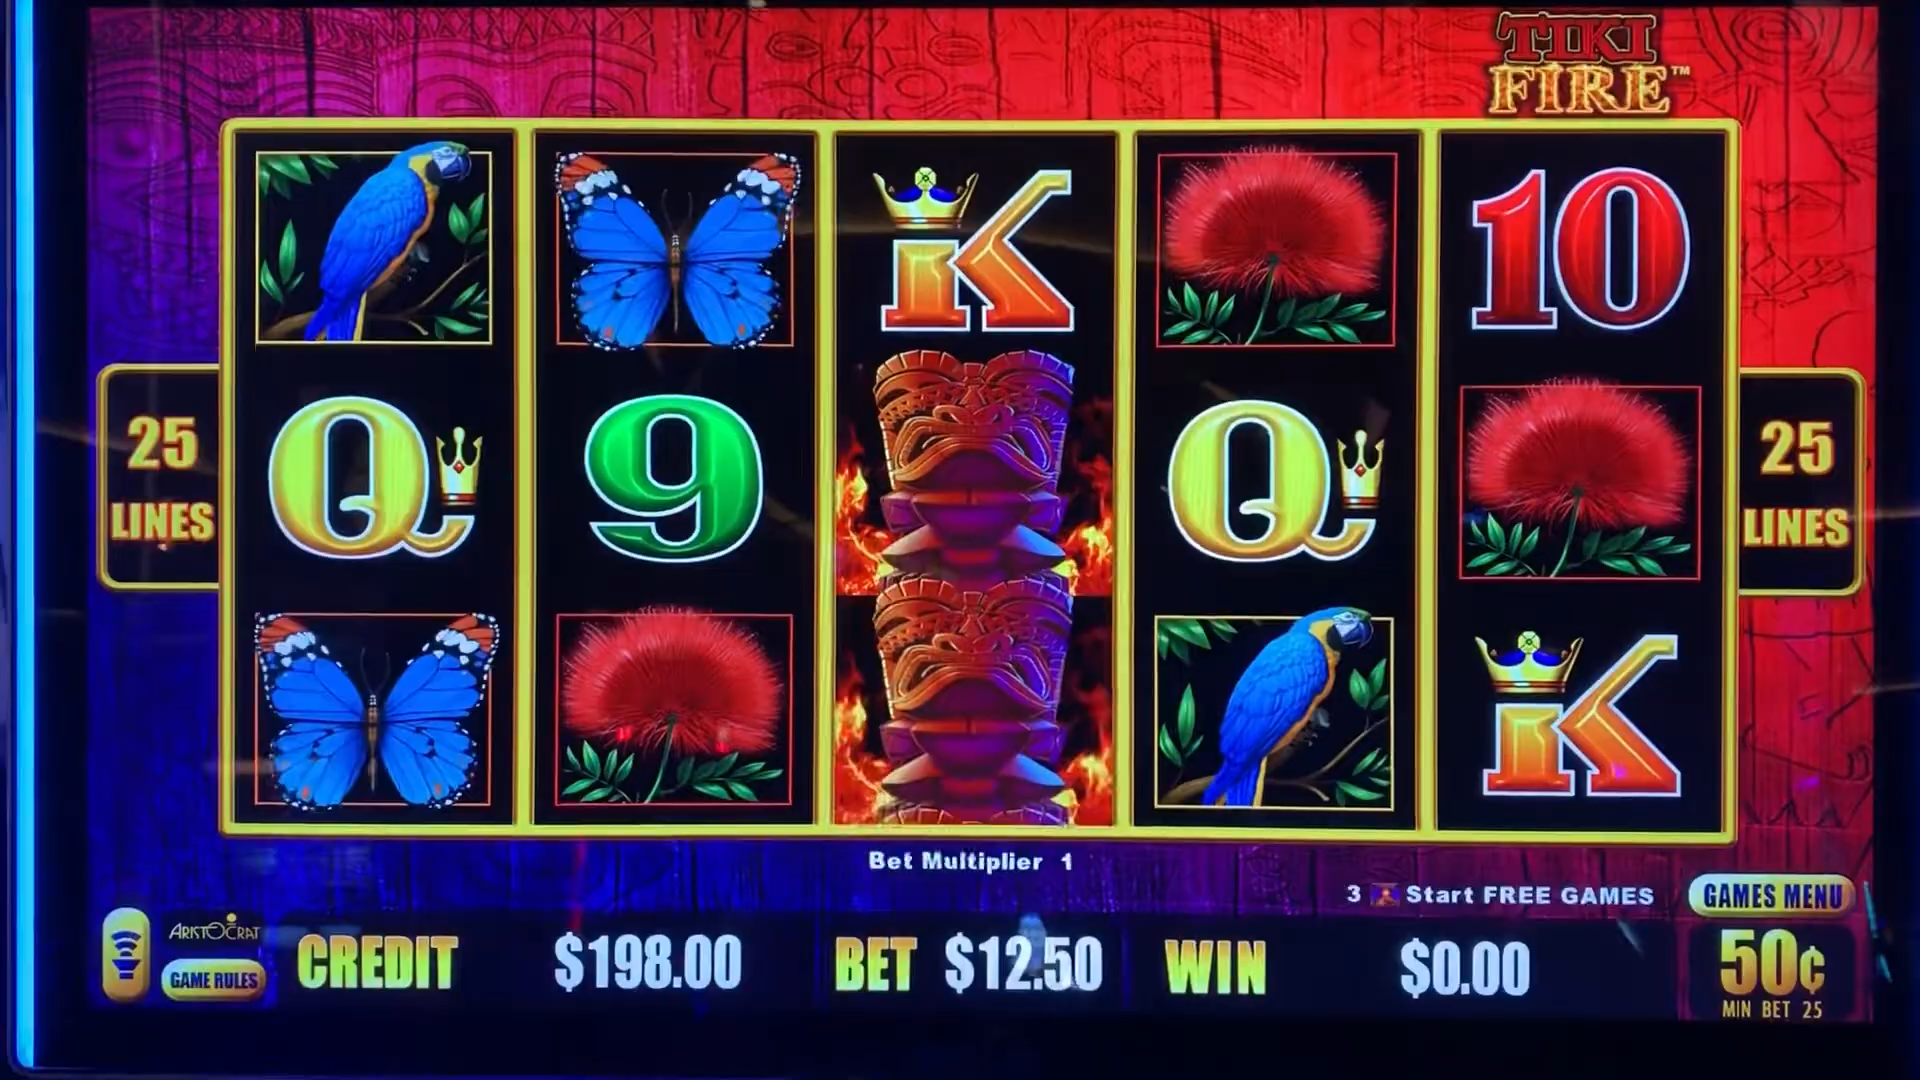 TIKI
FIRE™
K
10
25
LINES
Q
9
Q
25
LINES
K
Bet Multiplier 1
3 Start FREE GAMES
GAMES MENU
ARISTOCRAT
GAME RULES
CREDIT $198.00 BET $12.50 WIN $0.00
50¢
MIN BET 25